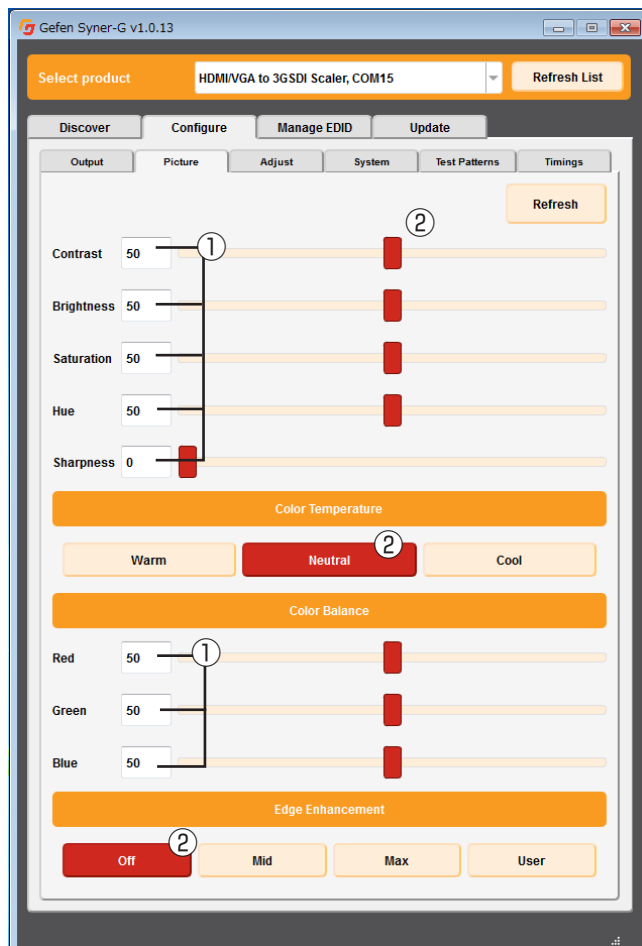 Gefen Syner-G v1.0.13
Select product HDMI/VGA to 3GSDI Scaler, COM15 Refresh List
Discover Configure Manage EDID Update
Output Picture Adjust System Test Patterns Timings
Refresh
②
Contrast 50 ①
Brightness 50
Saturation 50
Hue 50
Sharpness 0
Color Temperature
Warm Neutral ② Cool
Color Balance
Red 50 ①
Green 50
Blue 50
Edge Enhancement
Off ② Mid Max User